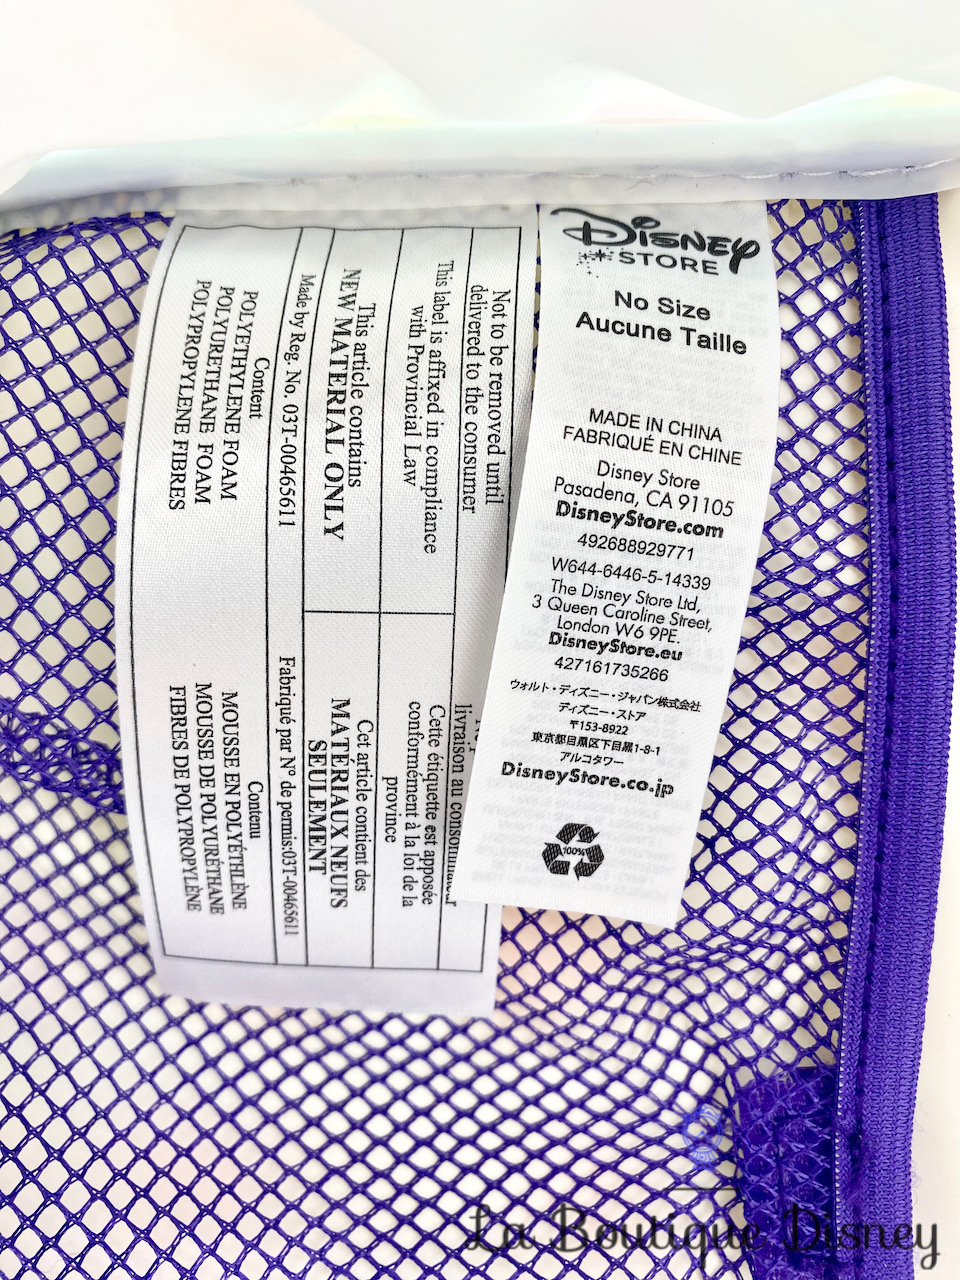 Not to be removed until
delivered to the consumer
This label is affixed in compliance
with Provincial Law
This article contains
NEW MATERIAL ONLY
Made by Reg. No. 03T-00465611
Content
POLYETHYLENE FOAM
POLYURETHANE FOAM
POLYPROPYLENE FIBRES
livraison au consommateur
Cette étiquette est apposée
conformément à la loi de la
province
Cet article contient des
MATÉRIAUX NEUFS
SEULEMENT
Fabriqué par N° de permis:03T-00465611
Contenu
MOUSSE EN POLYÉTHLÈNE
MOUSSE DE POLYURÉTHANE
FIBRES DE POLYPROPYLÈNE
Disney
STORE
No Size
Aucune Taille
MADE IN CHINA
FABRIQUÉ EN CHINE
Disney Store
Pasadena, CA 91105
DisneyStore.com
492688929771
W644-6446-5-14339
The Disney Store Ltd,
3 Queen Caroline Street,
London W6 9PE.
DisneyStore.eu
427161735266
ウォルト・ディズニー・ジャパン株式会社
ディズニー・ストア
〒153-8922
東京都目黒区下目黒1-8-1
アルコタワー
DisneyStore.co.jp
100%
La Boutique Disney